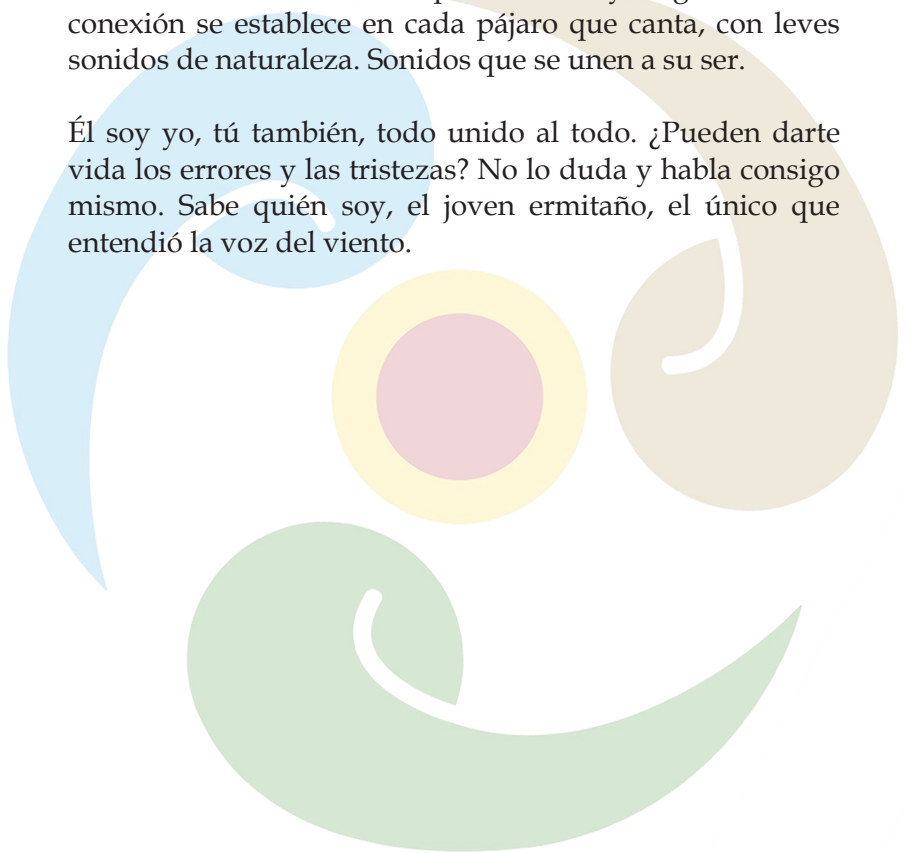 conexión se establece en cada pájaro que canta, con leves
sonidos de naturaleza. Sonidos que se unen a su ser.
Él soy yo, tú también, todo unido al todo. ¿Pueden darte
vida los errores y las tristezas? No lo duda y habla consigo
mismo. Sabe quién soy, el joven ermitaño, el único que
entendió la voz del viento.